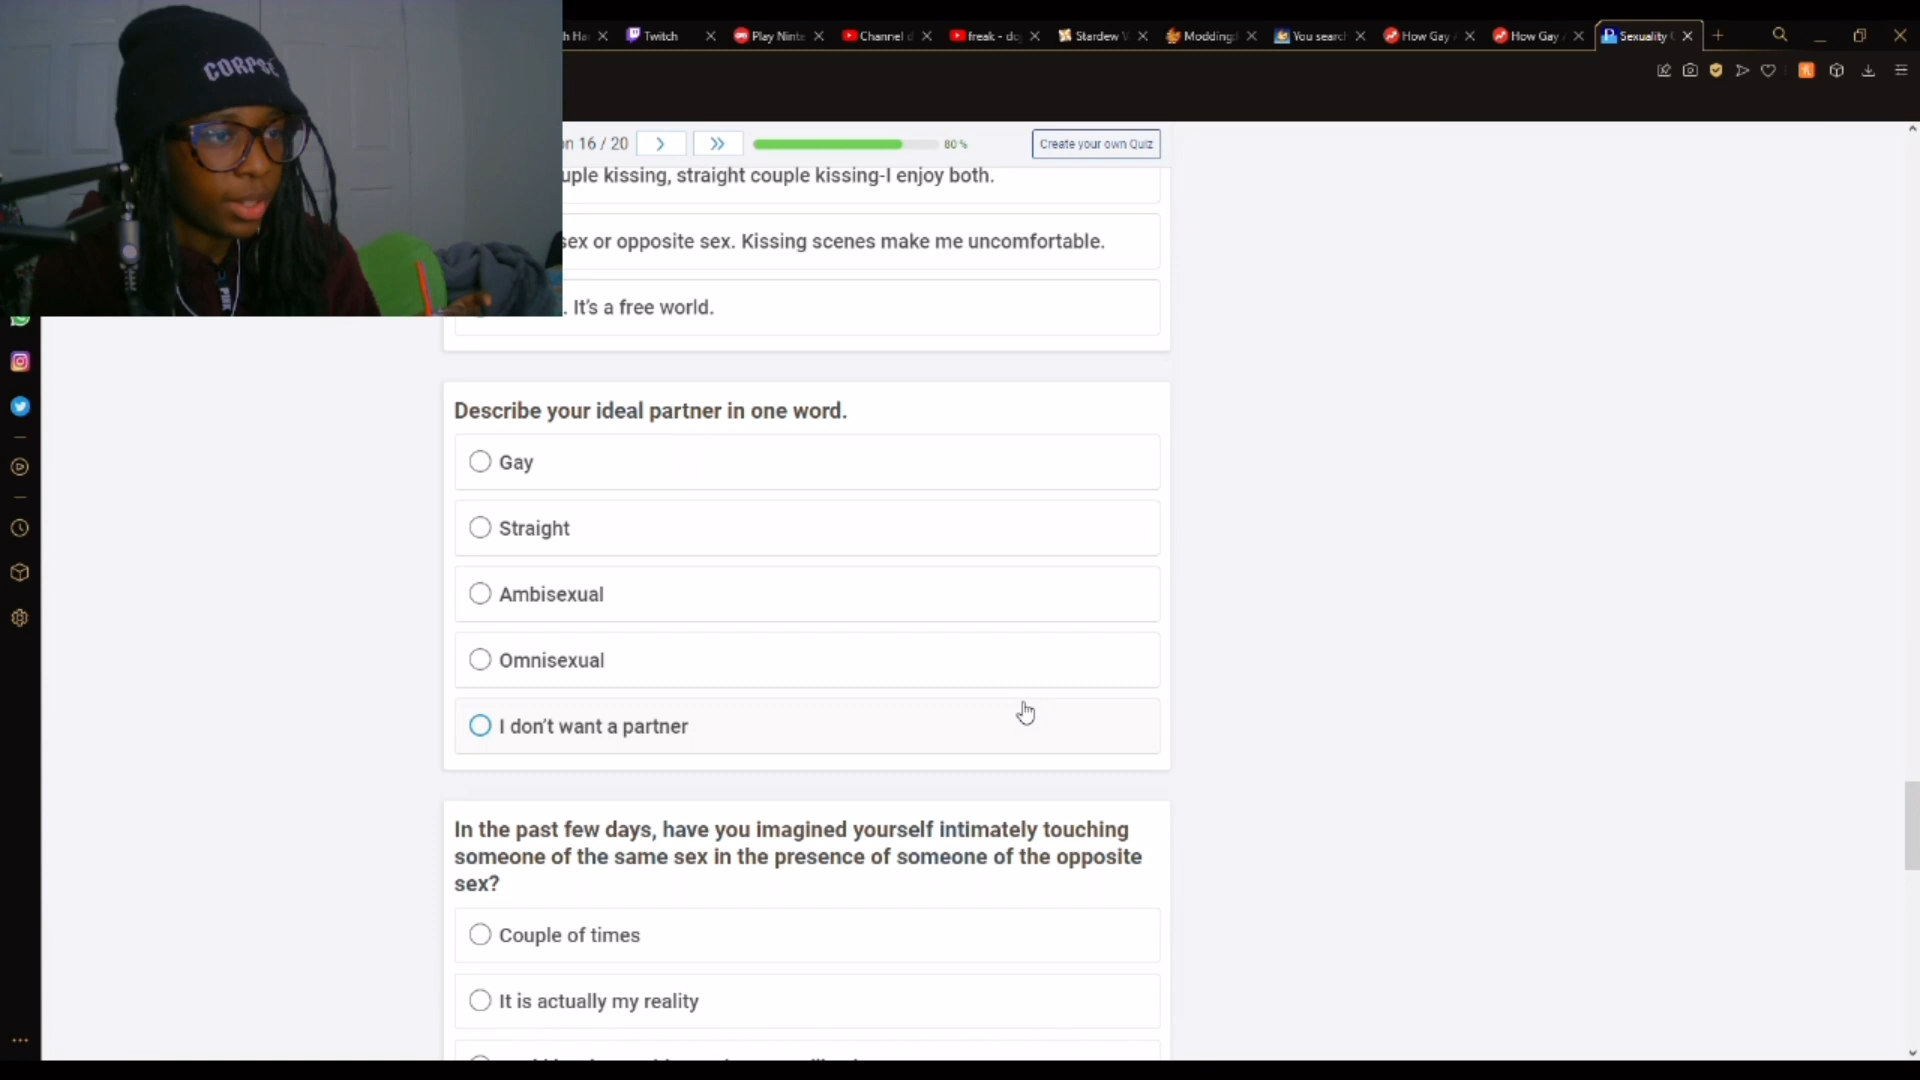 Twitch
Play Ninte
Channel d
freak - do
Stardew V
Modding:
You searc
How Gay
How Gay
Sexuality
CORPSE
16 / 20
80 %
Create your own Quiz
uple kissing, straight couple kissing-I enjoy both.
sex or opposite sex. Kissing scenes make me uncomfortable.
. It's a free world.
Describe your ideal partner in one word.
Gay
Straight
Ambisexual
Omnisexual
I don't want a partner
In the past few days, have you imagined yourself intimately touching
someone of the same sex in the presence of someone of the opposite
sex?
Couple of times
It is actually my reality